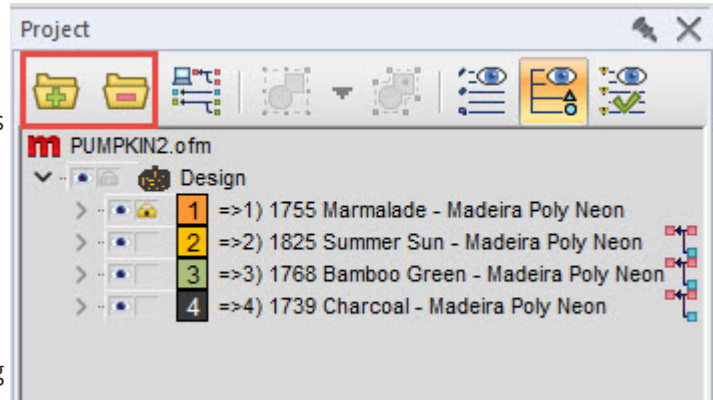 Project
s
m PUMPKIN2.ofm
Design
1 =>1) 1755 Marmalade - Madeira Poly Neon
2 =>2) 1825 Summer Sun - Madeira Poly Neon
3 =>3) 1768 Bamboo Green - Madeira Poly Neon
4 =>4) 1739 Charcoal - Madeira Poly Neon
g